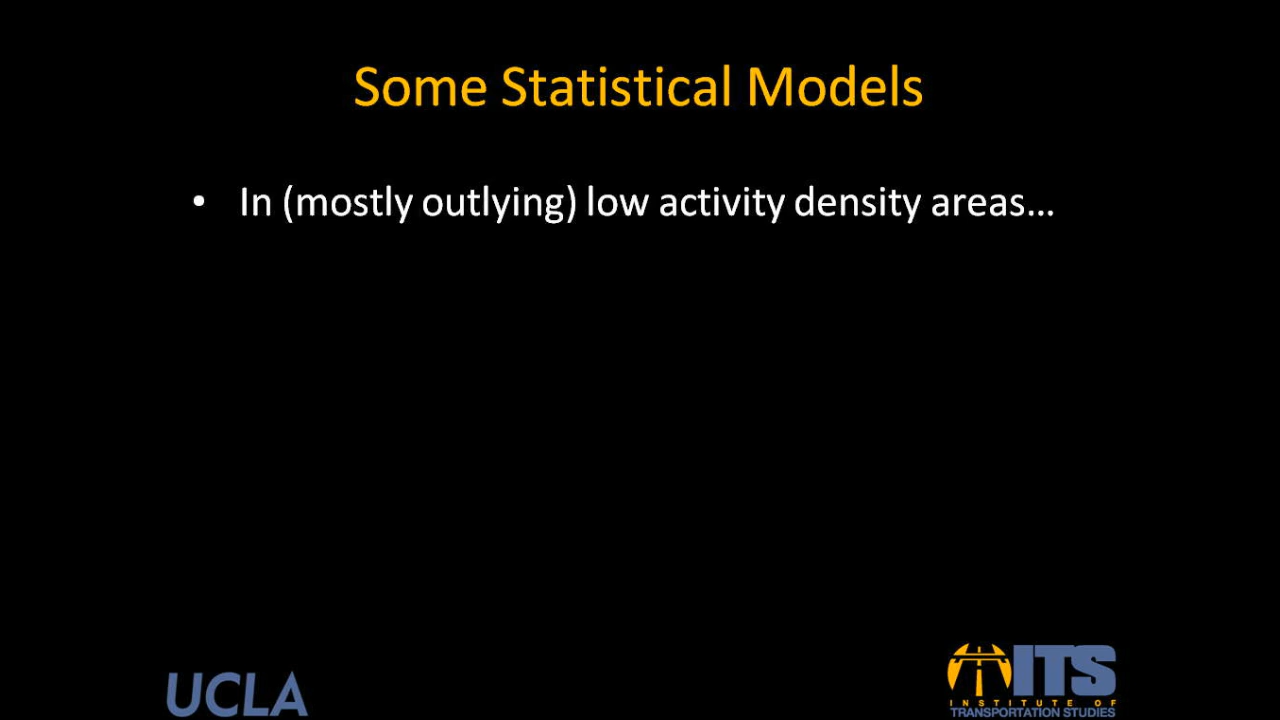 Some Statistical Models
• In (mostly outlying) low activity density areas…
UCLA
ITS
INSTITUTE OF
TRANSPORTATION STUDIES